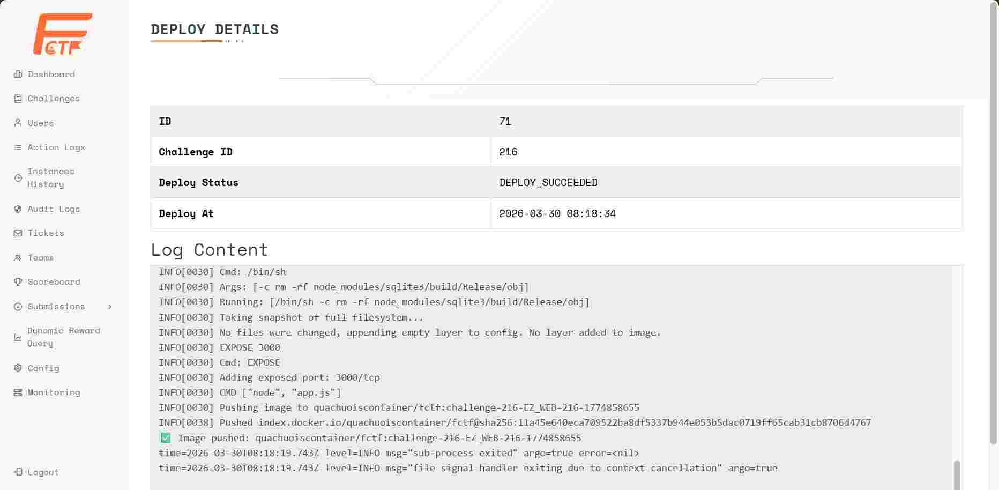 FCTF
Dashboard
Challenges
Users
Action Logs
Instances
History
Audit Logs
Tickets
Teams
Scoreboard
Submissions
Dynamic Reward
Query
Config
Monitoring
Logout
DEPLOY DETAILS
ID 71
Challenge ID 216
Deploy Status DEPLOY_SUCCEEDED
Deploy At 2026-03-30 08:18:34
Log Content
INFO[0030] Cmd: /bin/sh
INFO[0030] Args: [-c rm -rf node_modules/sqlite3/build/Release/obj]
INFO[0030] Running: [/bin/sh -c rm -rf node_modules/sqlite3/build/Release/obj]
INFO[0030] Taking snapshot of full filesystem...
INFO[0030] No files were changed, appending empty layer to config. No layer added to image.
INFO[0030] EXPOSE 3000
INFO[0030] Cmd: EXPOSE
INFO[0030] Adding exposed port: 3000/tcp
INFO[0030] CMD ["node", "app.js"]
INFO[0030] Pushing image to quachuoiscontainer/fctf:challenge-216-EZ_WEB-216-1774858655
INFO[0038] Pushed index.docker.io/quachuoiscontainer/fctf@sha256:11a45e640eca709522ba8df5337b944e053b5dac0719ff65cab31cb8706d4767
✅ Image pushed: quachuoiscontainer/fctf:challenge-216-EZ_WEB-216-1774858655
time=2026-03-30T08:18:19.743Z level=INFO msg="sub-process exited" argo=true error=<nil>
time=2026-03-30T08:18:19.743Z level=INFO msg="file signal handler exiting due to context cancellation" argo=true